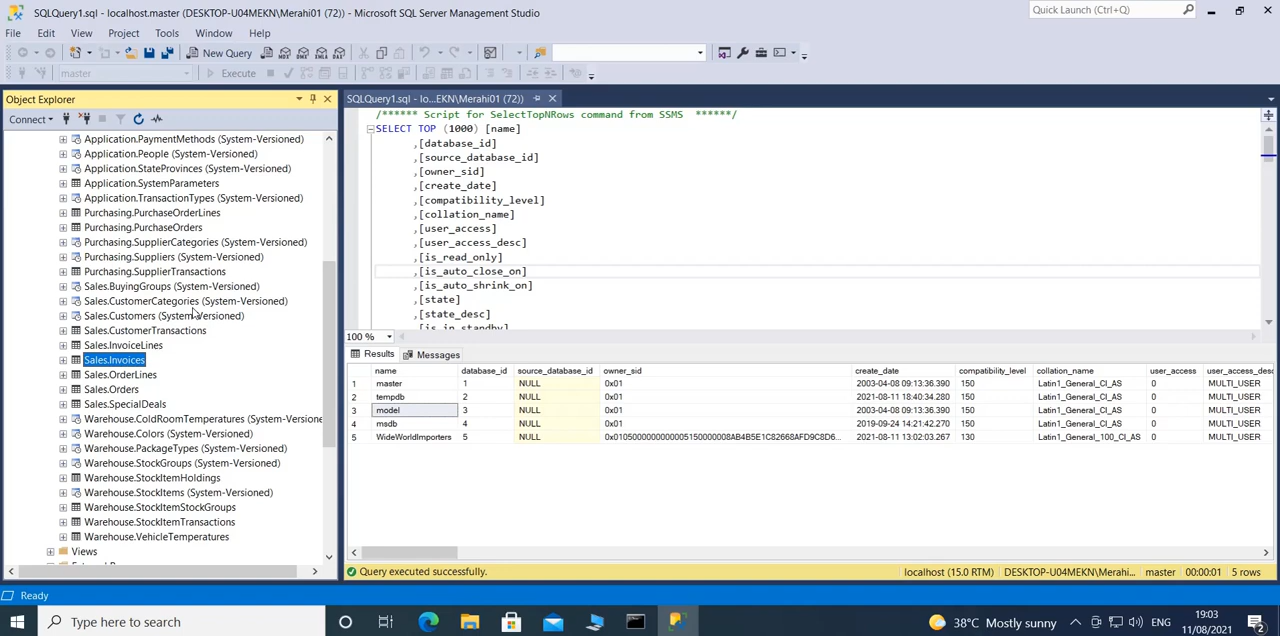 SQLQuery1.sql - localhost.master (DESKTOP-U04MEKN\Merahi01 (72)) - Microsoft SQL Server Management Studio
Quick Launch (Ctrl+Q)
File Edit View Project Tools Window Help
New Query
MDX DMX XMLA DAX
master Execute
Object Explorer
SQLQuery1.sql - lo...EKN\Merahi01 (72))
Connect
Application.PaymentMethods (System-Versioned)
Application.People (System-Versioned)
Application.StateProvinces (System-Versioned)
Application.SystemParameters
Application.TransactionTypes (System-Versioned)
Purchasing.PurchaseOrderLines
Purchasing.PurchaseOrders
Purchasing.SupplierCategories (System-Versioned)
Purchasing.Suppliers (System-Versioned)
Purchasing.SupplierTransactions
Sales.BuyingGroups (System-Versioned)
Sales.CustomerCategories (System-Versioned)
Sales.Customers (System-Versioned)
Sales.CustomerTransactions
Sales.InvoiceLines
Sales.Invoices
Sales.OrderLines
Sales.Orders
Sales.SpecialDeals
Warehouse.ColdRoomTemperatures (System-Versione
Warehouse.Colors (System-Versioned)
Warehouse.PackageTypes (System-Versioned)
Warehouse.StockGroups (System-Versioned)
Warehouse.StockItemHoldings
Warehouse.StockItems (System-Versioned)
Warehouse.StockItemStockGroups
Warehouse.StockItemTransactions
Warehouse.VehicleTemperatures
Views
/****** Script for SelectTopNRows command from SSMS ******/
SELECT TOP (1000) [name]
,[database_id]
,[source_database_id]
,[owner_sid]
,[create_date]
,[compatibility_level]
,[collation_name]
,[user_access]
,[user_access_desc]
,[is_read_only]
,[is_auto_close_on]
,[is_auto_shrink_on]
,[state]
,[state_desc]
,[is_in_standby]
100 %
Results Messages
name database_id source_database_id owner_sid create_date compatibility_level collation_name user_access user_access_desc
1 master 1 NULL 0x01 2003-04-08 09:13:36.390 150 Latin1_General_CI_AS 0 MULTI_USER
2 tempdb 2 NULL 0x01 2021-08-11 18:40:34.280 150 Latin1_General_CI_AS 0 MULTI_USER
3 model 3 NULL 0x01 2003-04-08 09:13:36.390 150 Latin1_General_CI_AS 0 MULTI_USER
4 msdb 4 NULL 0x01 2019-09-24 14:21:42.270 150 Latin1_General_CI_AS 0 MULTI_USER
5 WideWorldImporters 5 NULL 0x0105000000000005150000008AB4B5E1C82668AFD9C8D6... 2021-08-11 13:02:03.267 130 Latin1_General_100_CI_AS 0 MULTI_USER
Query executed successfully. localhost (15.0 RTM) DESKTOP-U04MEKN\Merahi... master 00:00:01 5 rows
Ready
Type here to search
38°C Mostly sunny ENG
19:03
11/08/2021
2